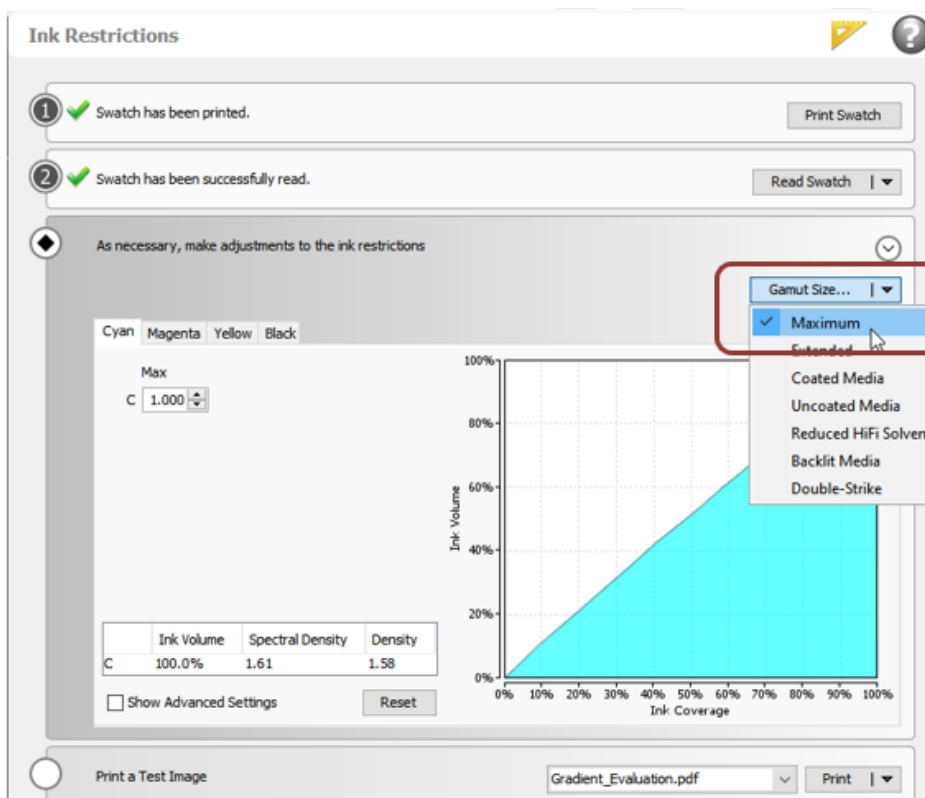 Ink Restrictions
?
1
Swatch has been printed.
Print Swatch
2
Swatch has been successfully read.
Read Swatch
As necessary, make adjustments to the ink restrictions
Gamut Size...
Maximum
Extended
Coated Media
Uncoated Media
Reduced HiFi Solven
Backlit Media
Double-Strike
Cyan Magenta Yellow Black
Max
C 1.000
100%
80%
60%
40%
20%
0%
Ink Volume
0% 10% 20% 30% 40% 50% 60% 70% 80% 90% 100%
Ink Coverage
Ink Volume Spectral Density Density
C 100.0% 1.61 1.58
Show Advanced Settings
Reset
Print a Test Image
Gradient_Evaluation.pdf
Print